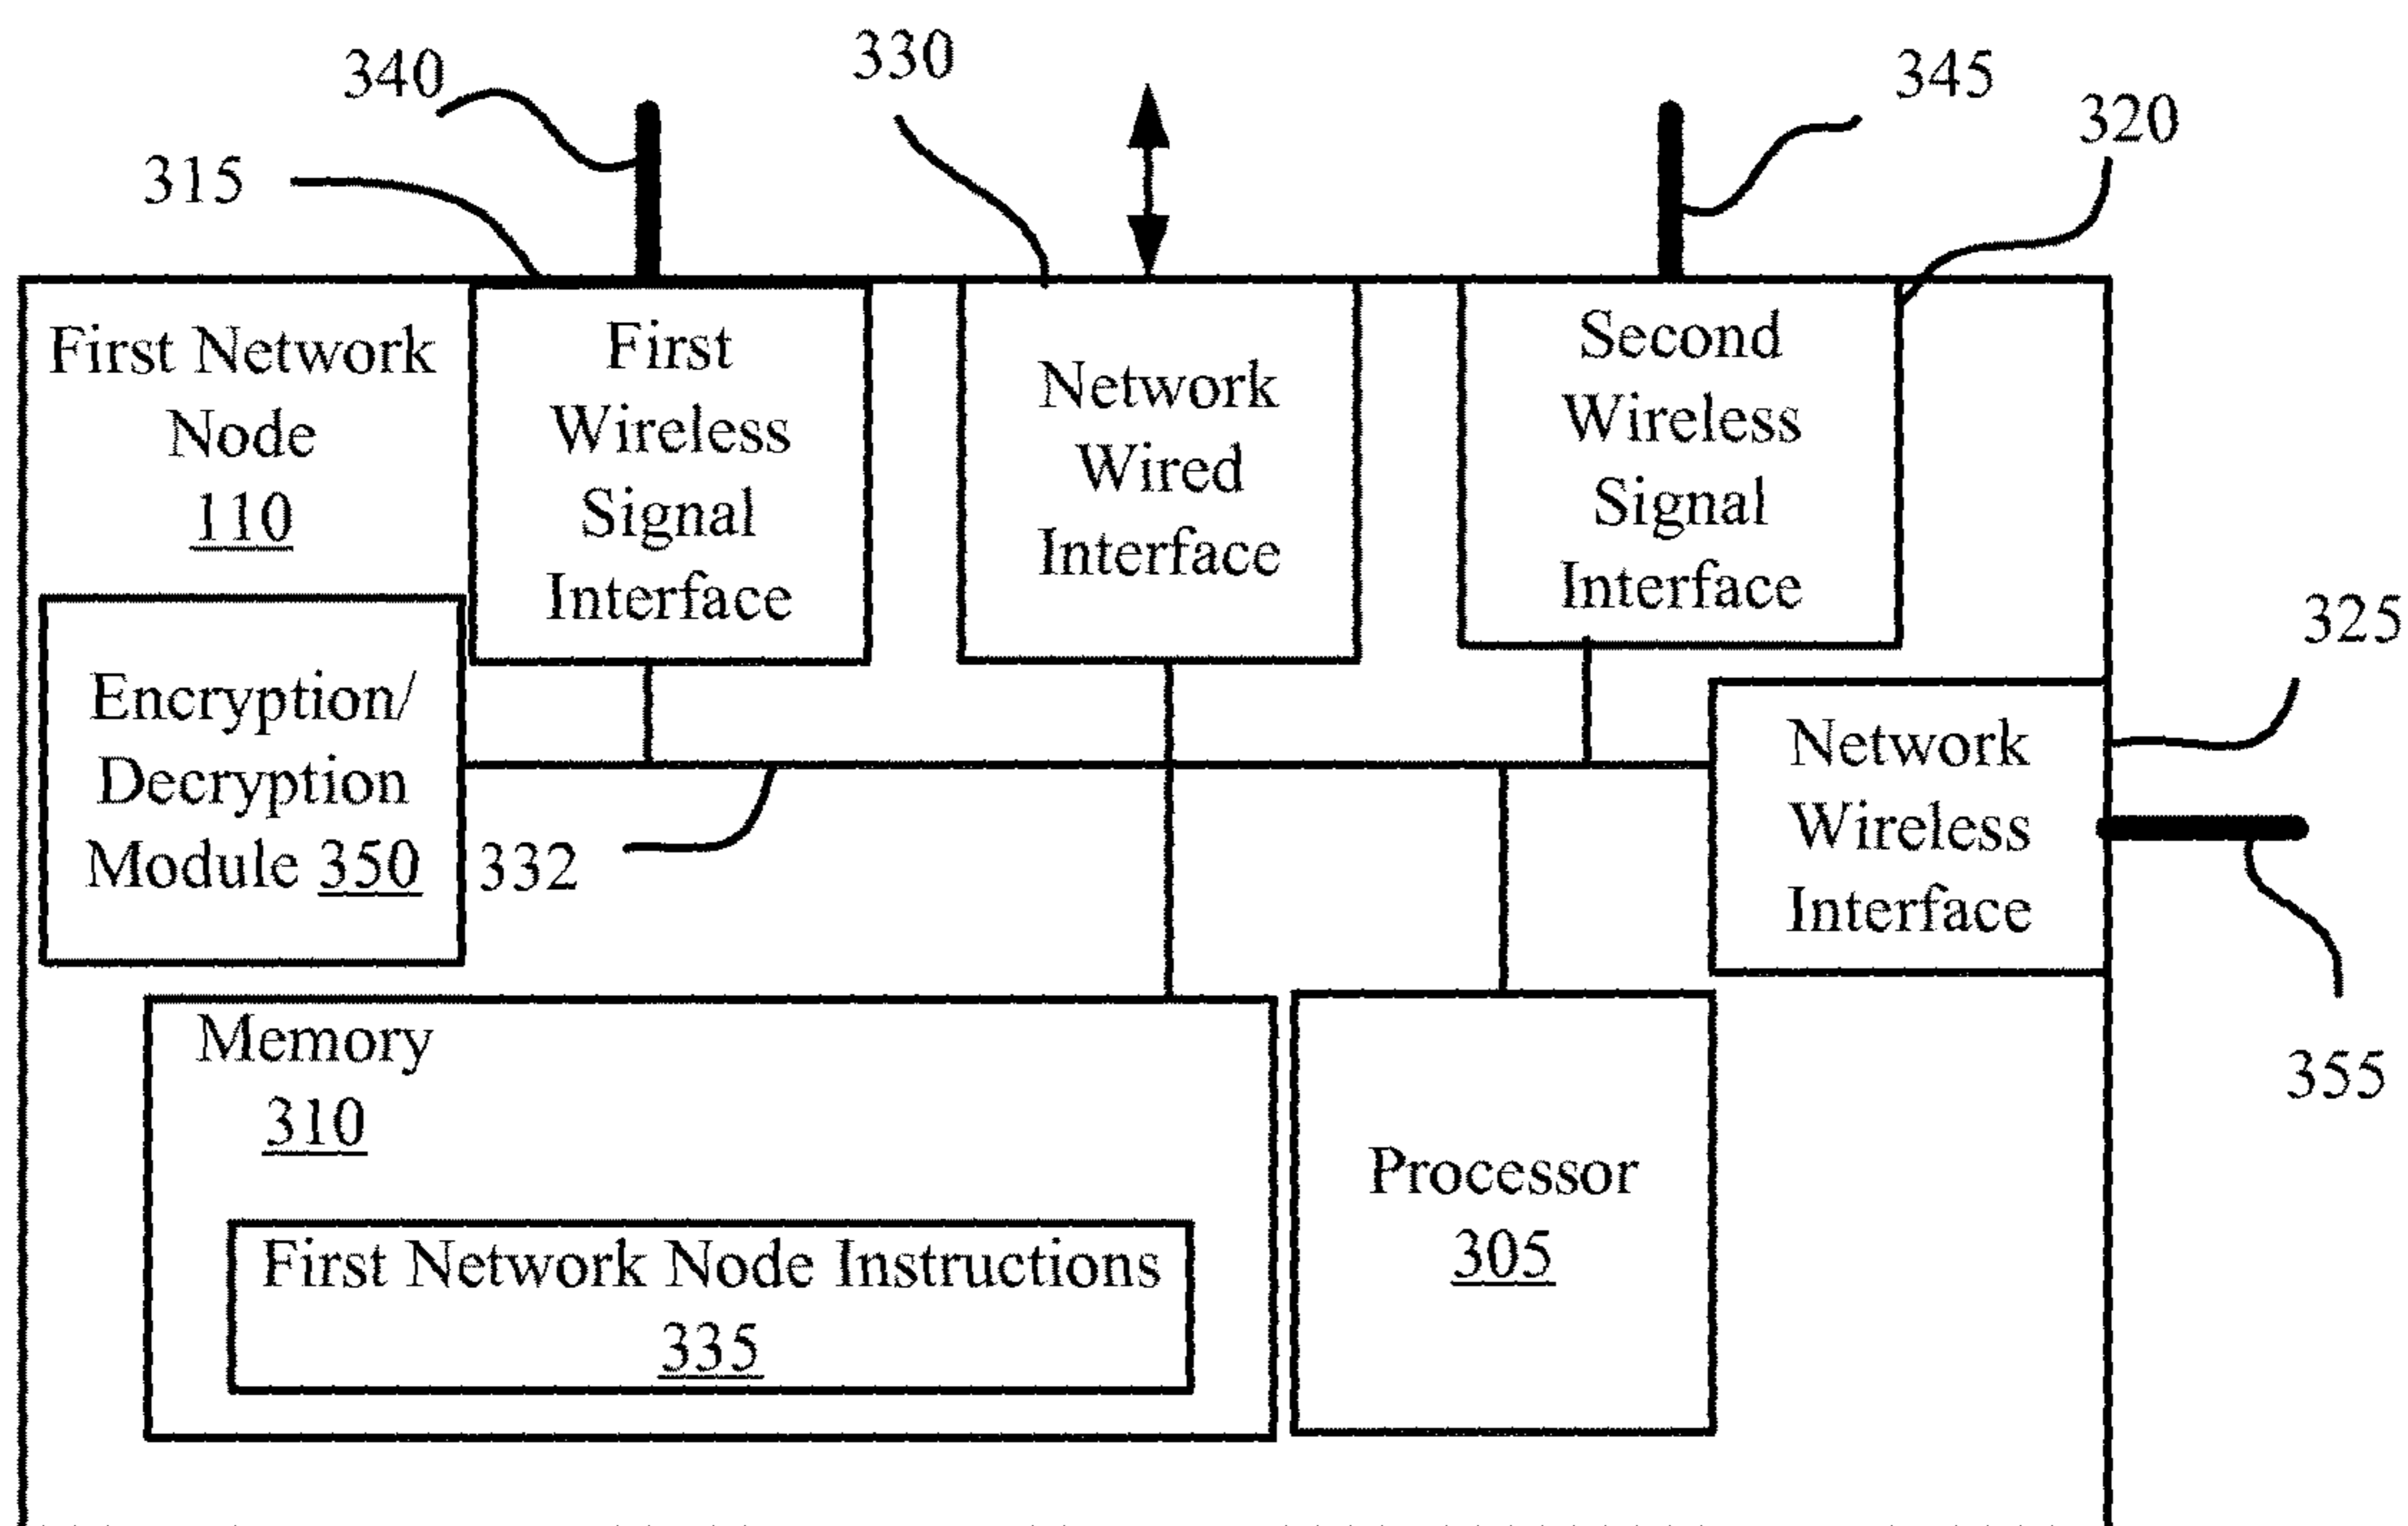 340
330
345
320
315
First Network
Node
110
First
Wireless
Signal
Interface
Network
Wired
Interface
Second
Wireless
Signal
Interface
325
Encryption/
Decryption
Module 350
332
Network
Wireless
Interface
355
Memory
310
First Network Node Instructions
335
Processor
305